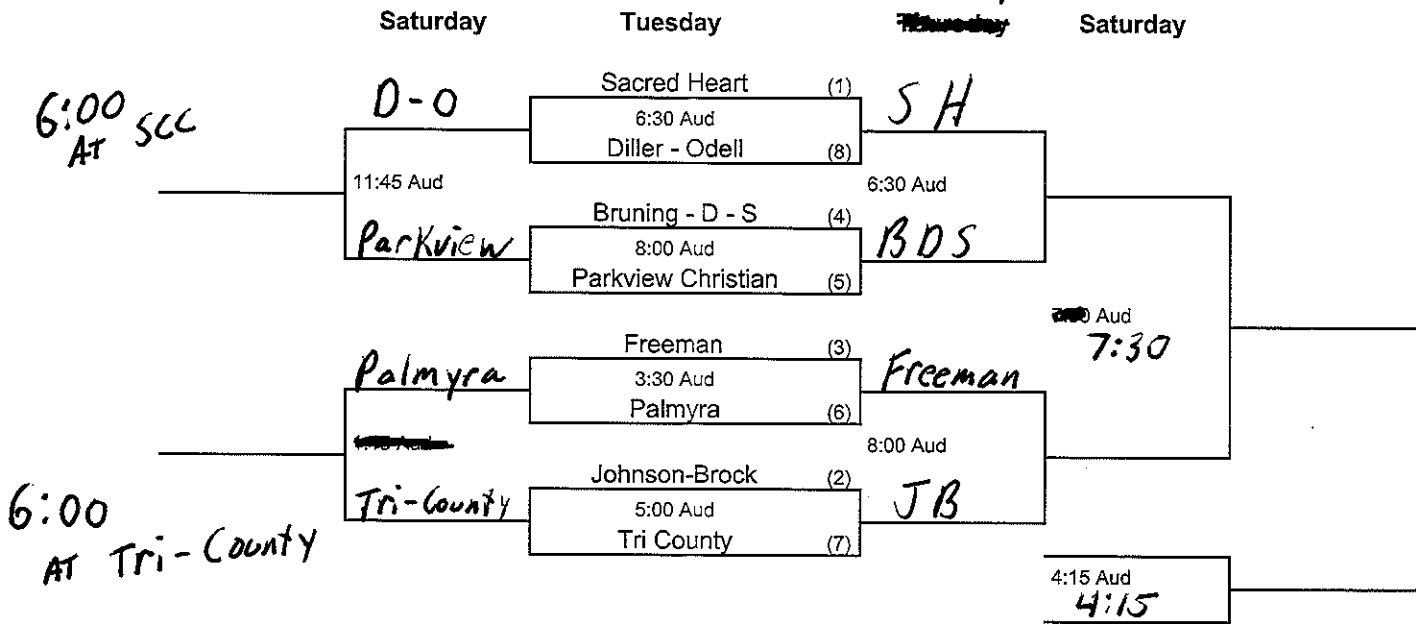 Saturday Tuesday Saturday
Sacred Heart (1)
D-O SH
6:00 AT SCC
6:30 Aud
Diller - Odell (8)
11:45 Aud 6:30 Aud
Bruning - D - S (4)
Parkview BDS
8:00 Aud
Parkview Christian (5)
Aud
7:30
Freeman (3)
Palmyra Freeman
3:30 Aud
Palmyra (6)
8:00 Aud
Johnson-Brock (2)
Tri-County JB
5:00 Aud
Tri County (7)
6:00
AT Tri-County
4:15 Aud
4:15